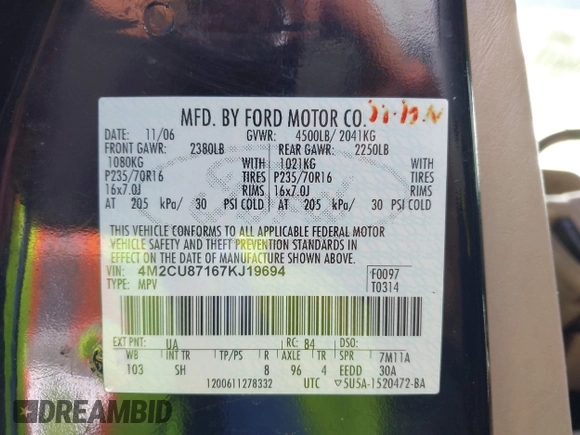 MFD. BY FORD MOTOR CO.
DATE: 11/06 GVWR: 4500LB/ 2041KG
FRONT GAWR: 2380LB REAR GAWR: 2250LB
1080KG WITH 1021KG WITH
P235/70R16 TIRES P235/70R16 TIRES
16x7.0J RIMS 16x7.0J RIMS
AT 205 kPa/ 30 PSI COLD AT 205 kPa/ 30 PSI COLD
THIS VEHICLE CONFORMS TO ALL APPLICABLE FEDERAL MOTOR
VEHICLE SAFETY AND THEFT PREVENTION STANDARDS IN
EFFECT ON THE DATE OF MANUFACTURE SHOWN ABOVE.
VIN: 4M2CU87167KJ19694 F0097
TYPE: MPV T0314
EXT PNT: UA RC: 84 DSO:
WB INT TR TP/PS R AXLE TR SPR 7M11A
103 SH 8 96 4 EEDD 30A
1200611278332 UTC ▽5U5A-1520472-BA
DREAMBID